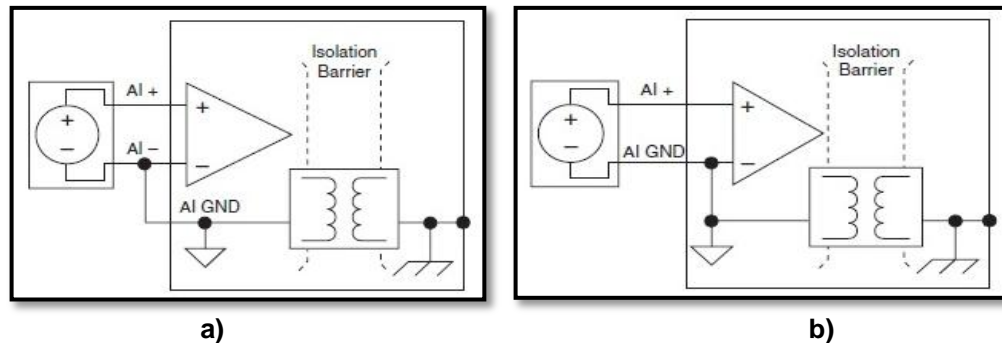 Isolation
Barrier
AI +
+
+
−
AI −
−
AI GND
a)
Isolation
Barrier
AI +
+
+
−
AI GND
−
b)